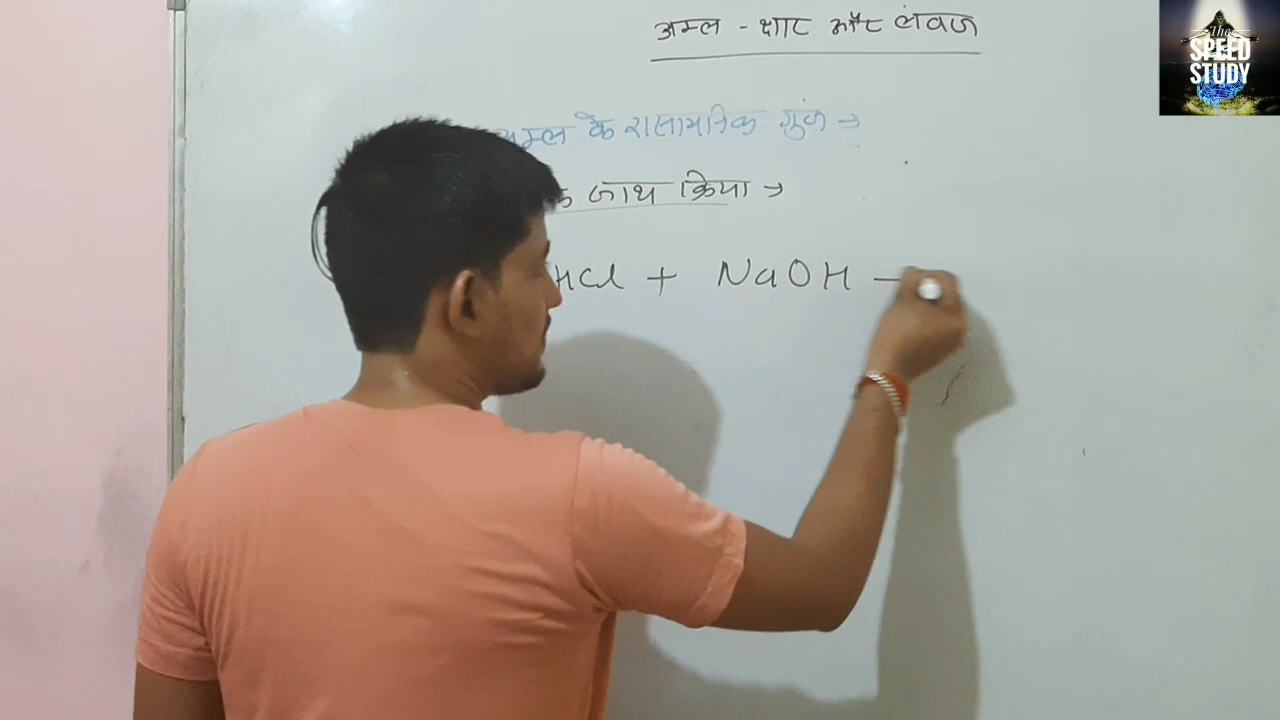 अम्ल - क्षार और लवण
The
SPEED
STUDY
अम्ल के रासायनिक गुण →
के साथ क्रिया →
HCl + NaOH -